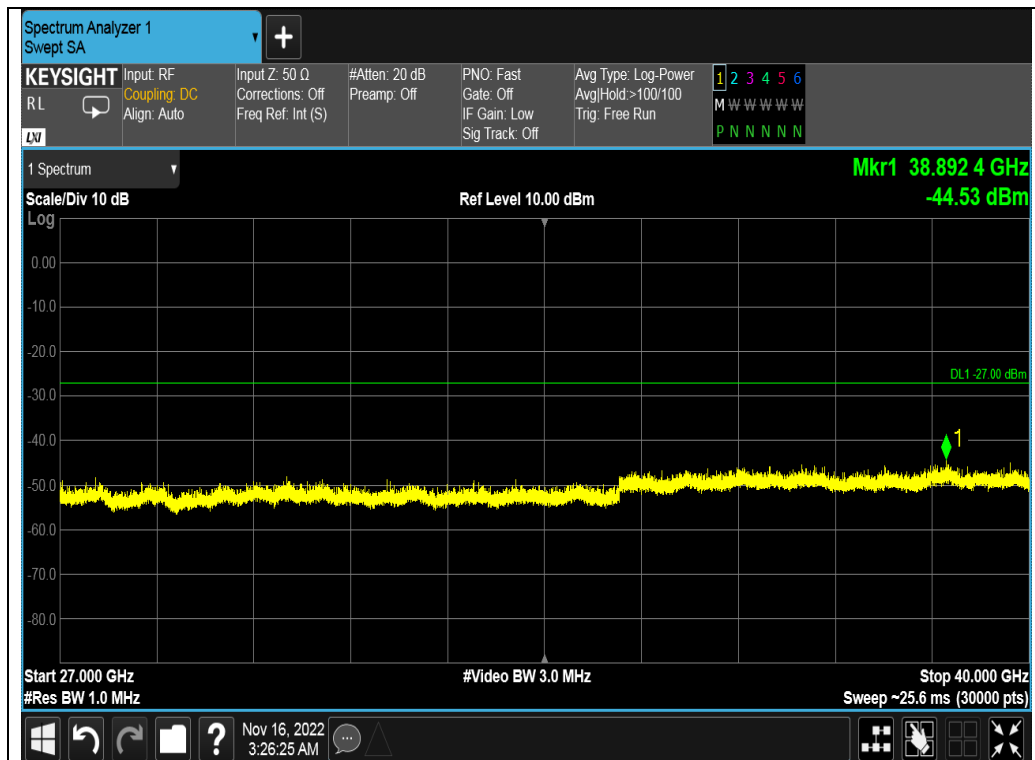 Spectrum Analyzer 1
Swept SA
+
KEYSIGHT
RL
LXI
Input: RF
Coupling: DC
Align: Auto
Input Z: 50 Ω
Corrections: Off
Freq Ref: Int (S)
#Atten: 20 dB
Preamp: Off
PNO: Fast
Gate: Off
IF Gain: Low
Sig Track: Off
Avg Type: Log-Power
Avg|Hold:>100/100
Trig: Free Run
1 2 3 4 5 6
M W W W W W
P N N N N N
1 Spectrum
Mkr1 38.892 4 GHz
-44.53 dBm
Scale/Div 10 dB
Ref Level 10.00 dBm
Log
0.00
-10.0
-20.0
DL1 -27.00 dBm
-30.0
-40.0
1
-50.0
-60.0
-70.0
-80.0
Start 27.000 GHz
#Video BW 3.0 MHz
Stop 40.000 GHz
#Res BW 1.0 MHz
Sweep ~25.6 ms (30000 pts)
?
Nov 16, 2022
3:26:25 AM